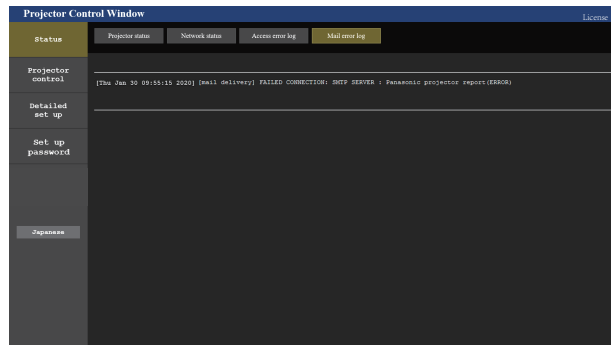 Projector Control Window
License
Status
Projector status
Network status
Access error log
Mail error log
Projector
control
[Thu Jan 30 09:55:15 2020] [mail delivery] FAILED CONNECTION: SMTP SERVER : Panasonic projector report(ERROR)
Detailed
set up
Set up
password
Japanese